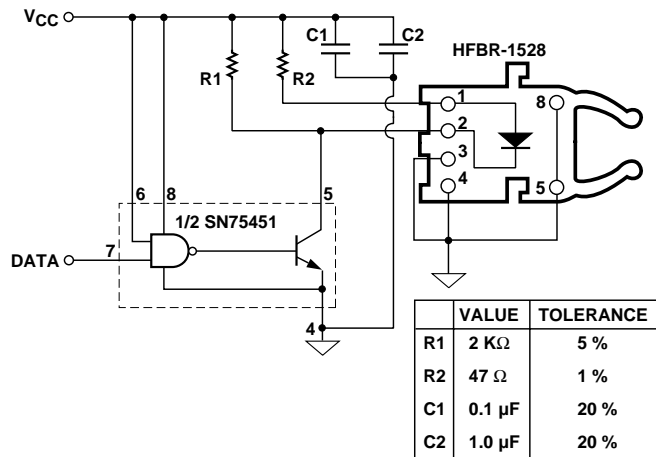 VCC
C1
C2
HFBR-1528
R1
R2
1
8
2
3
4
5
6
8
5
1/2 SN75451
DATA
7
4
VALUE TOLERANCE
R1 2 KΩ 5 %
R2 47 Ω 1 %
C1 0.1 µF 20 %
C2 1.0 µF 20 %